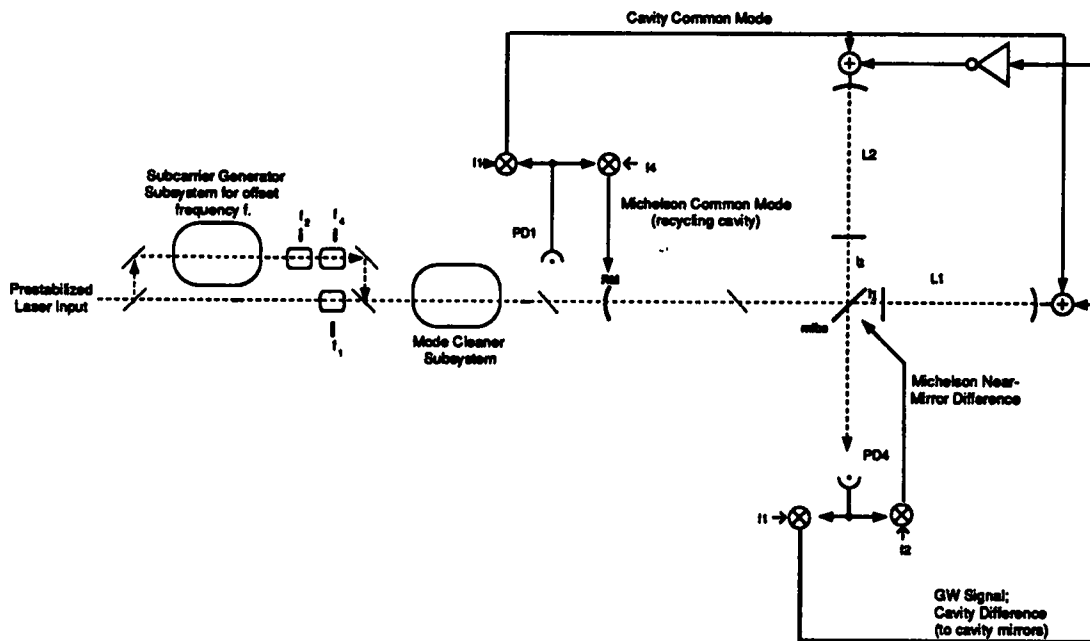 Cavity Common Mode
L2
f1
f4
Subcarrier Generator
Subsystem for offset
frequency f.
f2
f4
Michelson Common Mode
(recycling cavity)
PD1
Prestabilized
Laser Input
L1
Mode Cleaner
Subsystem
f1
Michelson Near-
Mirror Difference
PD4
f1
f2
GW Signal;
Cavity Difference
(to cavity mirrors)